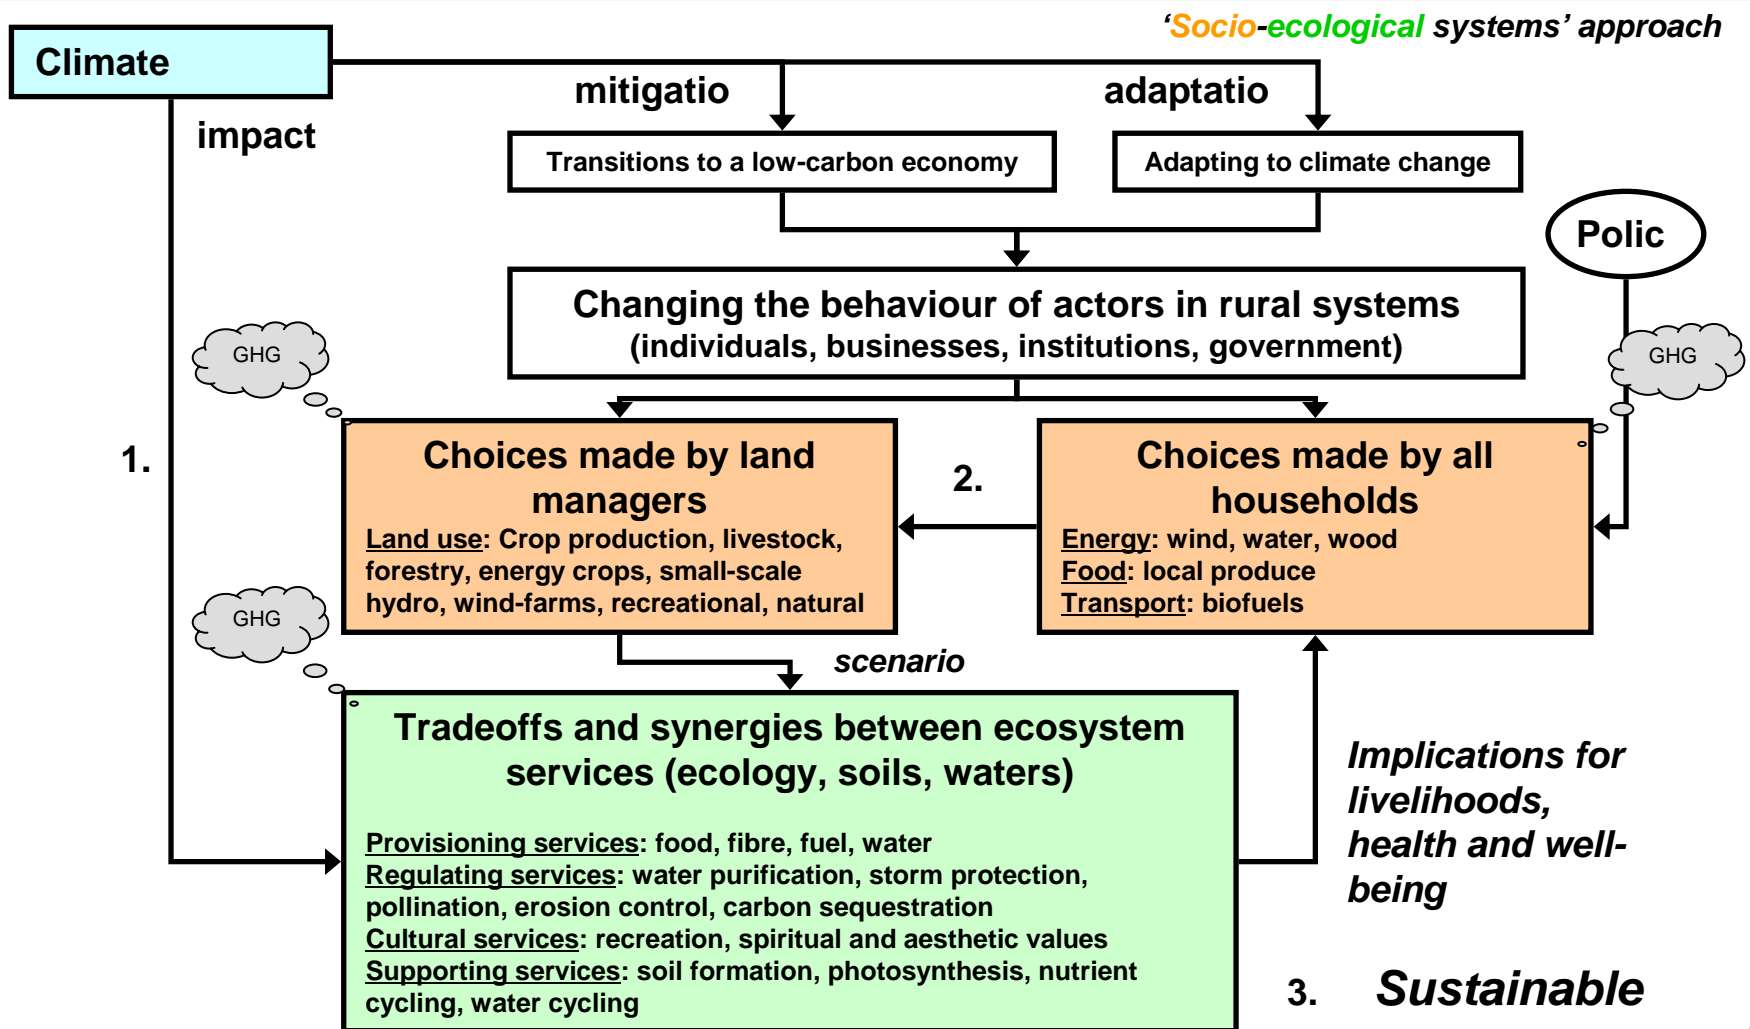 ‘Socio-ecological systems’ approach
Climate
mitigatio
adaptatio
impact
Transitions to a low-carbon economy
Adapting to climate change
Polic
Changing the behaviour of actors in rural systems
(individuals, businesses, institutions, government)
GHG
GHG
1.
Choices made by land
managers
Land use: Crop production, livestock,
forestry, energy crops, small-scale
hydro, wind-farms, recreational, natural
2.
Choices made by all
households
Energy: wind, water, wood
Food: local produce
Transport: biofuels
GHG
scenario
Tradeoffs and synergies between ecosystem
services (ecology, soils, waters)
Provisioning services: food, fibre, fuel, water
Regulating services: water purification, storm protection,
pollination, erosion control, carbon sequestration
Cultural services: recreation, spiritual and aesthetic values
Supporting services: soil formation, photosynthesis, nutrient
cycling, water cycling
Implications for
livelihoods,
health and well-
being
3. Sustainable